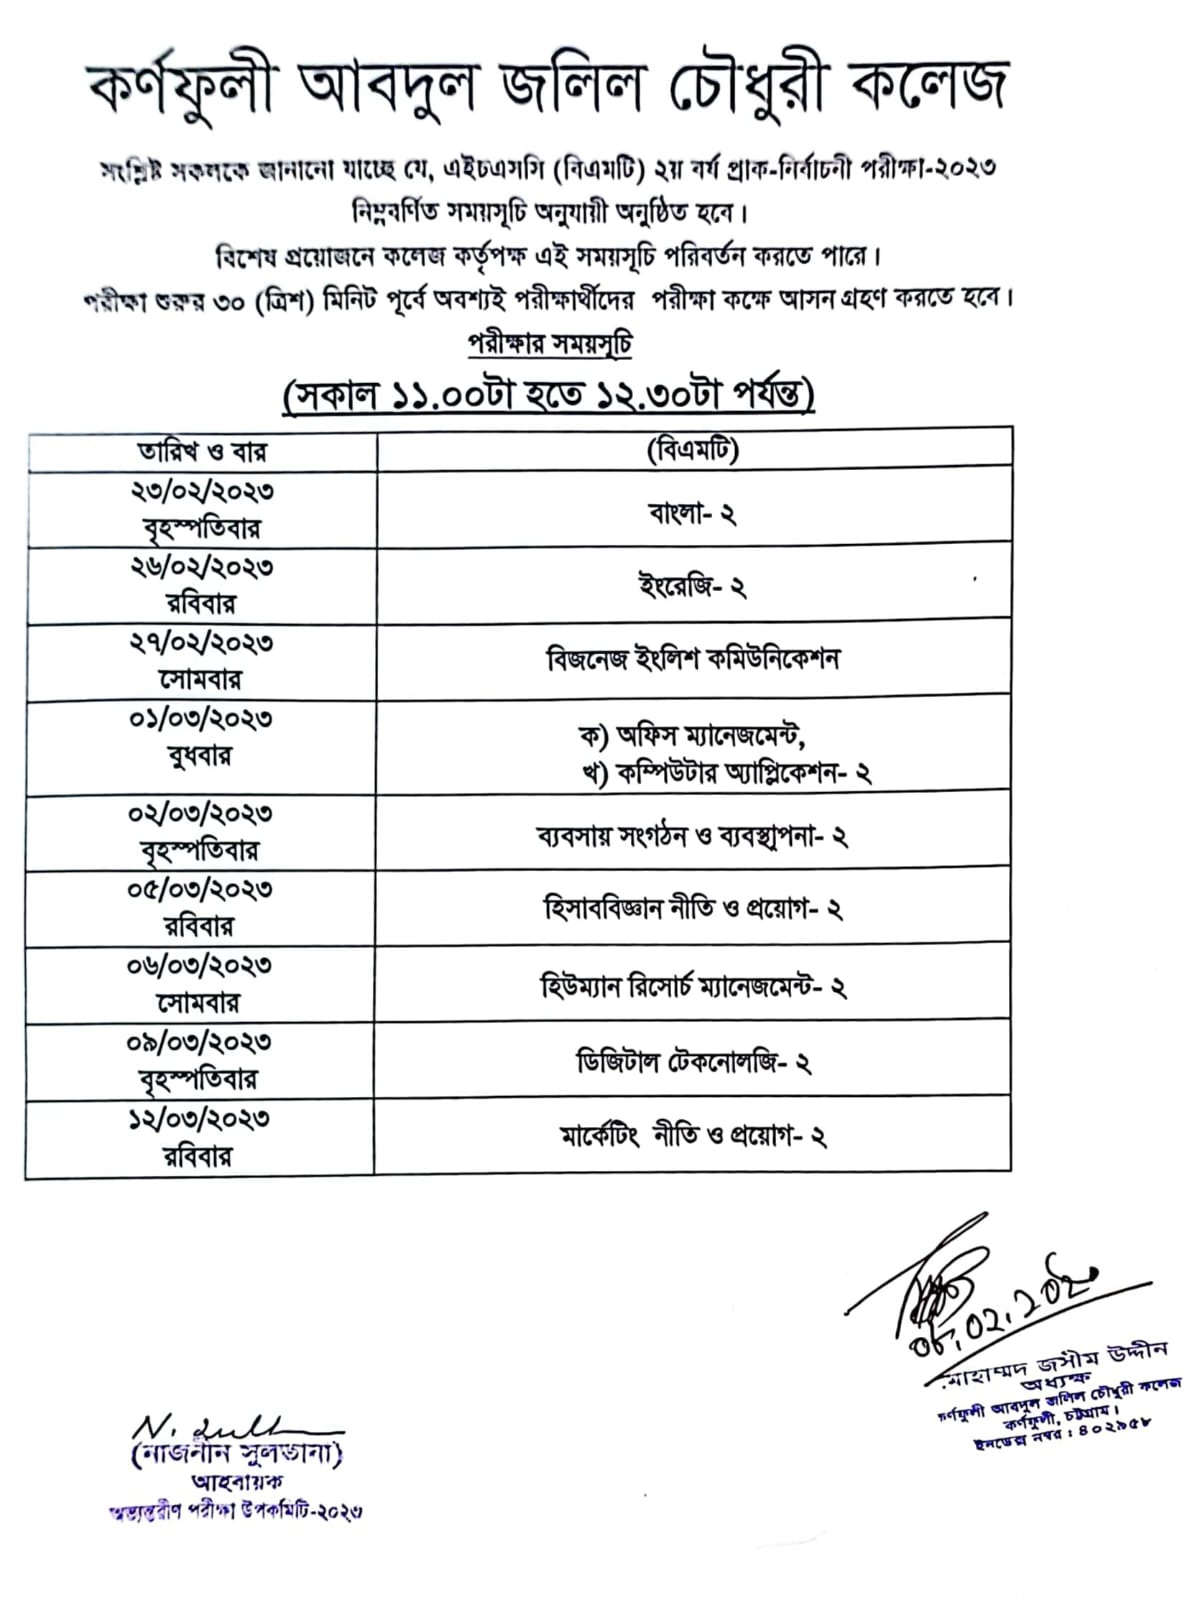 কর্ণফুলী আবদুল জলিল চৌধুরী কলেজ
সংশ্লিষ্ট সকলকে জানানো যাচ্ছে যে, এইচএসসি (বিএমটি) ২য় বর্ষ প্রাক-নির্বাচনী পরীক্ষা-২০২৩
নিম্নবর্ণিত সময়সূচি অনুযায়ী অনুষ্ঠিত হবে।
বিশেষ প্রয়োজনে কলেজ কর্তৃপক্ষ এই সময়সূচি পরিবর্তন করতে পারে।
পরীক্ষা শুরুর ৩০ (ত্রিশ) মিনিট পূর্বে অবশ্যই পরীক্ষার্থীদের পরীক্ষা কক্ষে আসন গ্রহণ করতে হবে।
পরীক্ষার সময়সূচি
(সকাল ১১.০০টা হতে ১২.৩০টা পর্যন্ত)
তারিখ ও বার (বিএমটি)
২৩/০২/২০২৩
বৃহস্পতিবার
বাংলা- ২
২৬/০২/২০২৩
রবিবার
ইংরেজি- ২
২৭/০২/২০২৩
সোমবার
বিজনেজ ইংলিশ কমিউনিকেশন
০১/০৩/২০২৩
বুধবার
ক) অফিস ম্যানেজমেন্ট,
খ) কম্পিউটার অ্যাপ্লিকেশন- ২
০২/০৩/২০২৩
বৃহস্পতিবার
ব্যবসায় সংগঠন ও ব্যবস্থাপনা- ২
০৫/০৩/২০২৩
রবিবার
হিসাববিজ্ঞান নীতি ও প্রয়োগ- ২
০৬/০৩/২০২৩
সোমবার
হিউম্যান রিসোর্চ ম্যানেজমেন্ট- ২
০৯/০৩/২০২৩
বৃহস্পতিবার
ডিজিটাল টেকনোলজি- ২
১২/০৩/২০২৩
রবিবার
মার্কেটিং নীতি ও প্রয়োগ- ২
মোহাম্মদ জসীম উদ্দীন
অধ্যক্ষ
কর্ণফুলী আবদুল জলিল চৌধুরী কলেজ
কর্ণফুলী, চট্টগ্রাম।
ইনডেক্স নম্বর : ৪০২৯৫৮
(নাজনীন সুলতানা)
আহবায়ক
অভ্যন্তরীণ পরীক্ষা উপকমিটি-২০২৩